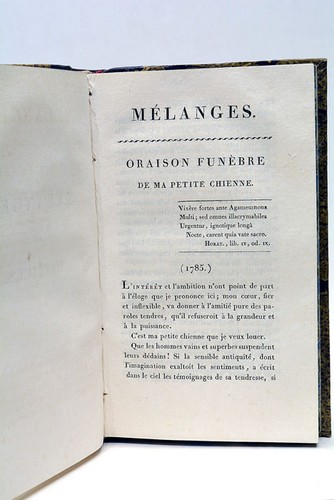 MÉLANGES.
ORAISON FUNÈBRE
DE MA PETITE CHIENNE.
Vixère fortes ante Agamemnona
Multi; sed omnes illacrymabiles
Urgentur, ignotique longâ
Nocte, carent quia vate sacro.
HORAT., lib. IV, od. IX.
(1785.)
L'INTÉRÊT et l'ambition n'ont point de part
à l'éloge que je prononce ici; mon cœur, fier
et inflexible, va donner à l'amitié pure des pa-
roles tendres, qu'il refuseroit à la grandeur et
à la puissance.
C'est ma petite chienne que je veux louer.
Que les hommes vains et superbes suspendent
leurs dédains! Si la sensible antiquité, dont
l'imagination exaltoit les sentiments, a écrit
dans le ciel les témoignages de sa tendresse, si